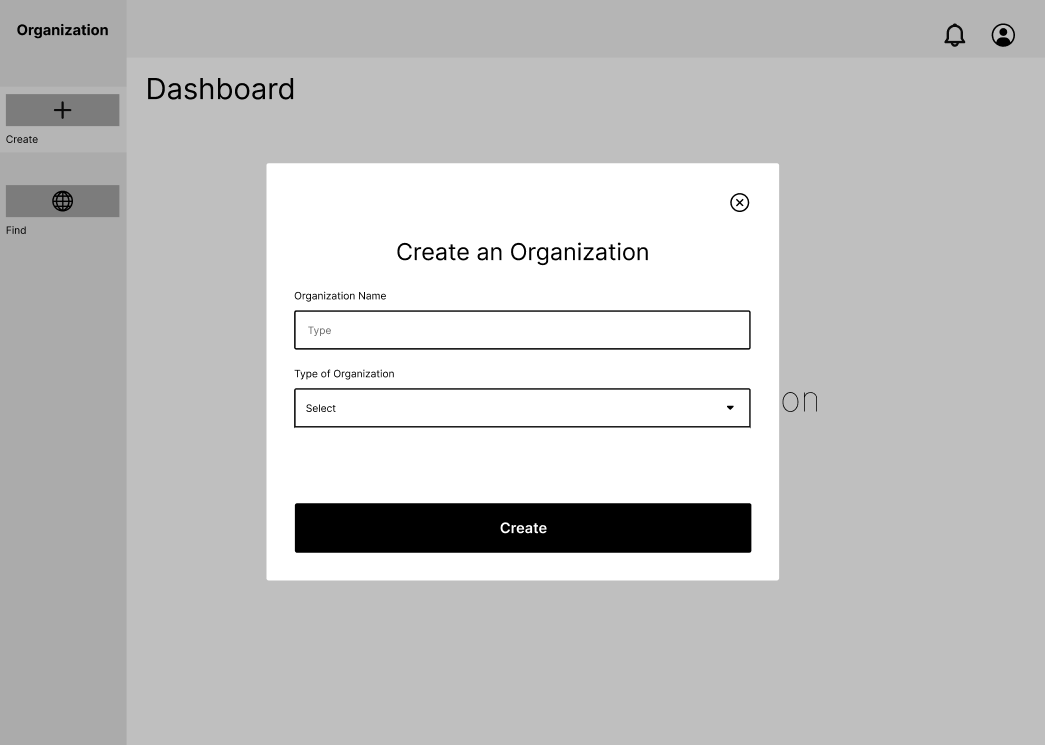 Organization
Dashboard
Create
Find
Create an Organization
Organization Name
Type
Type of Organization
Select
on
Create